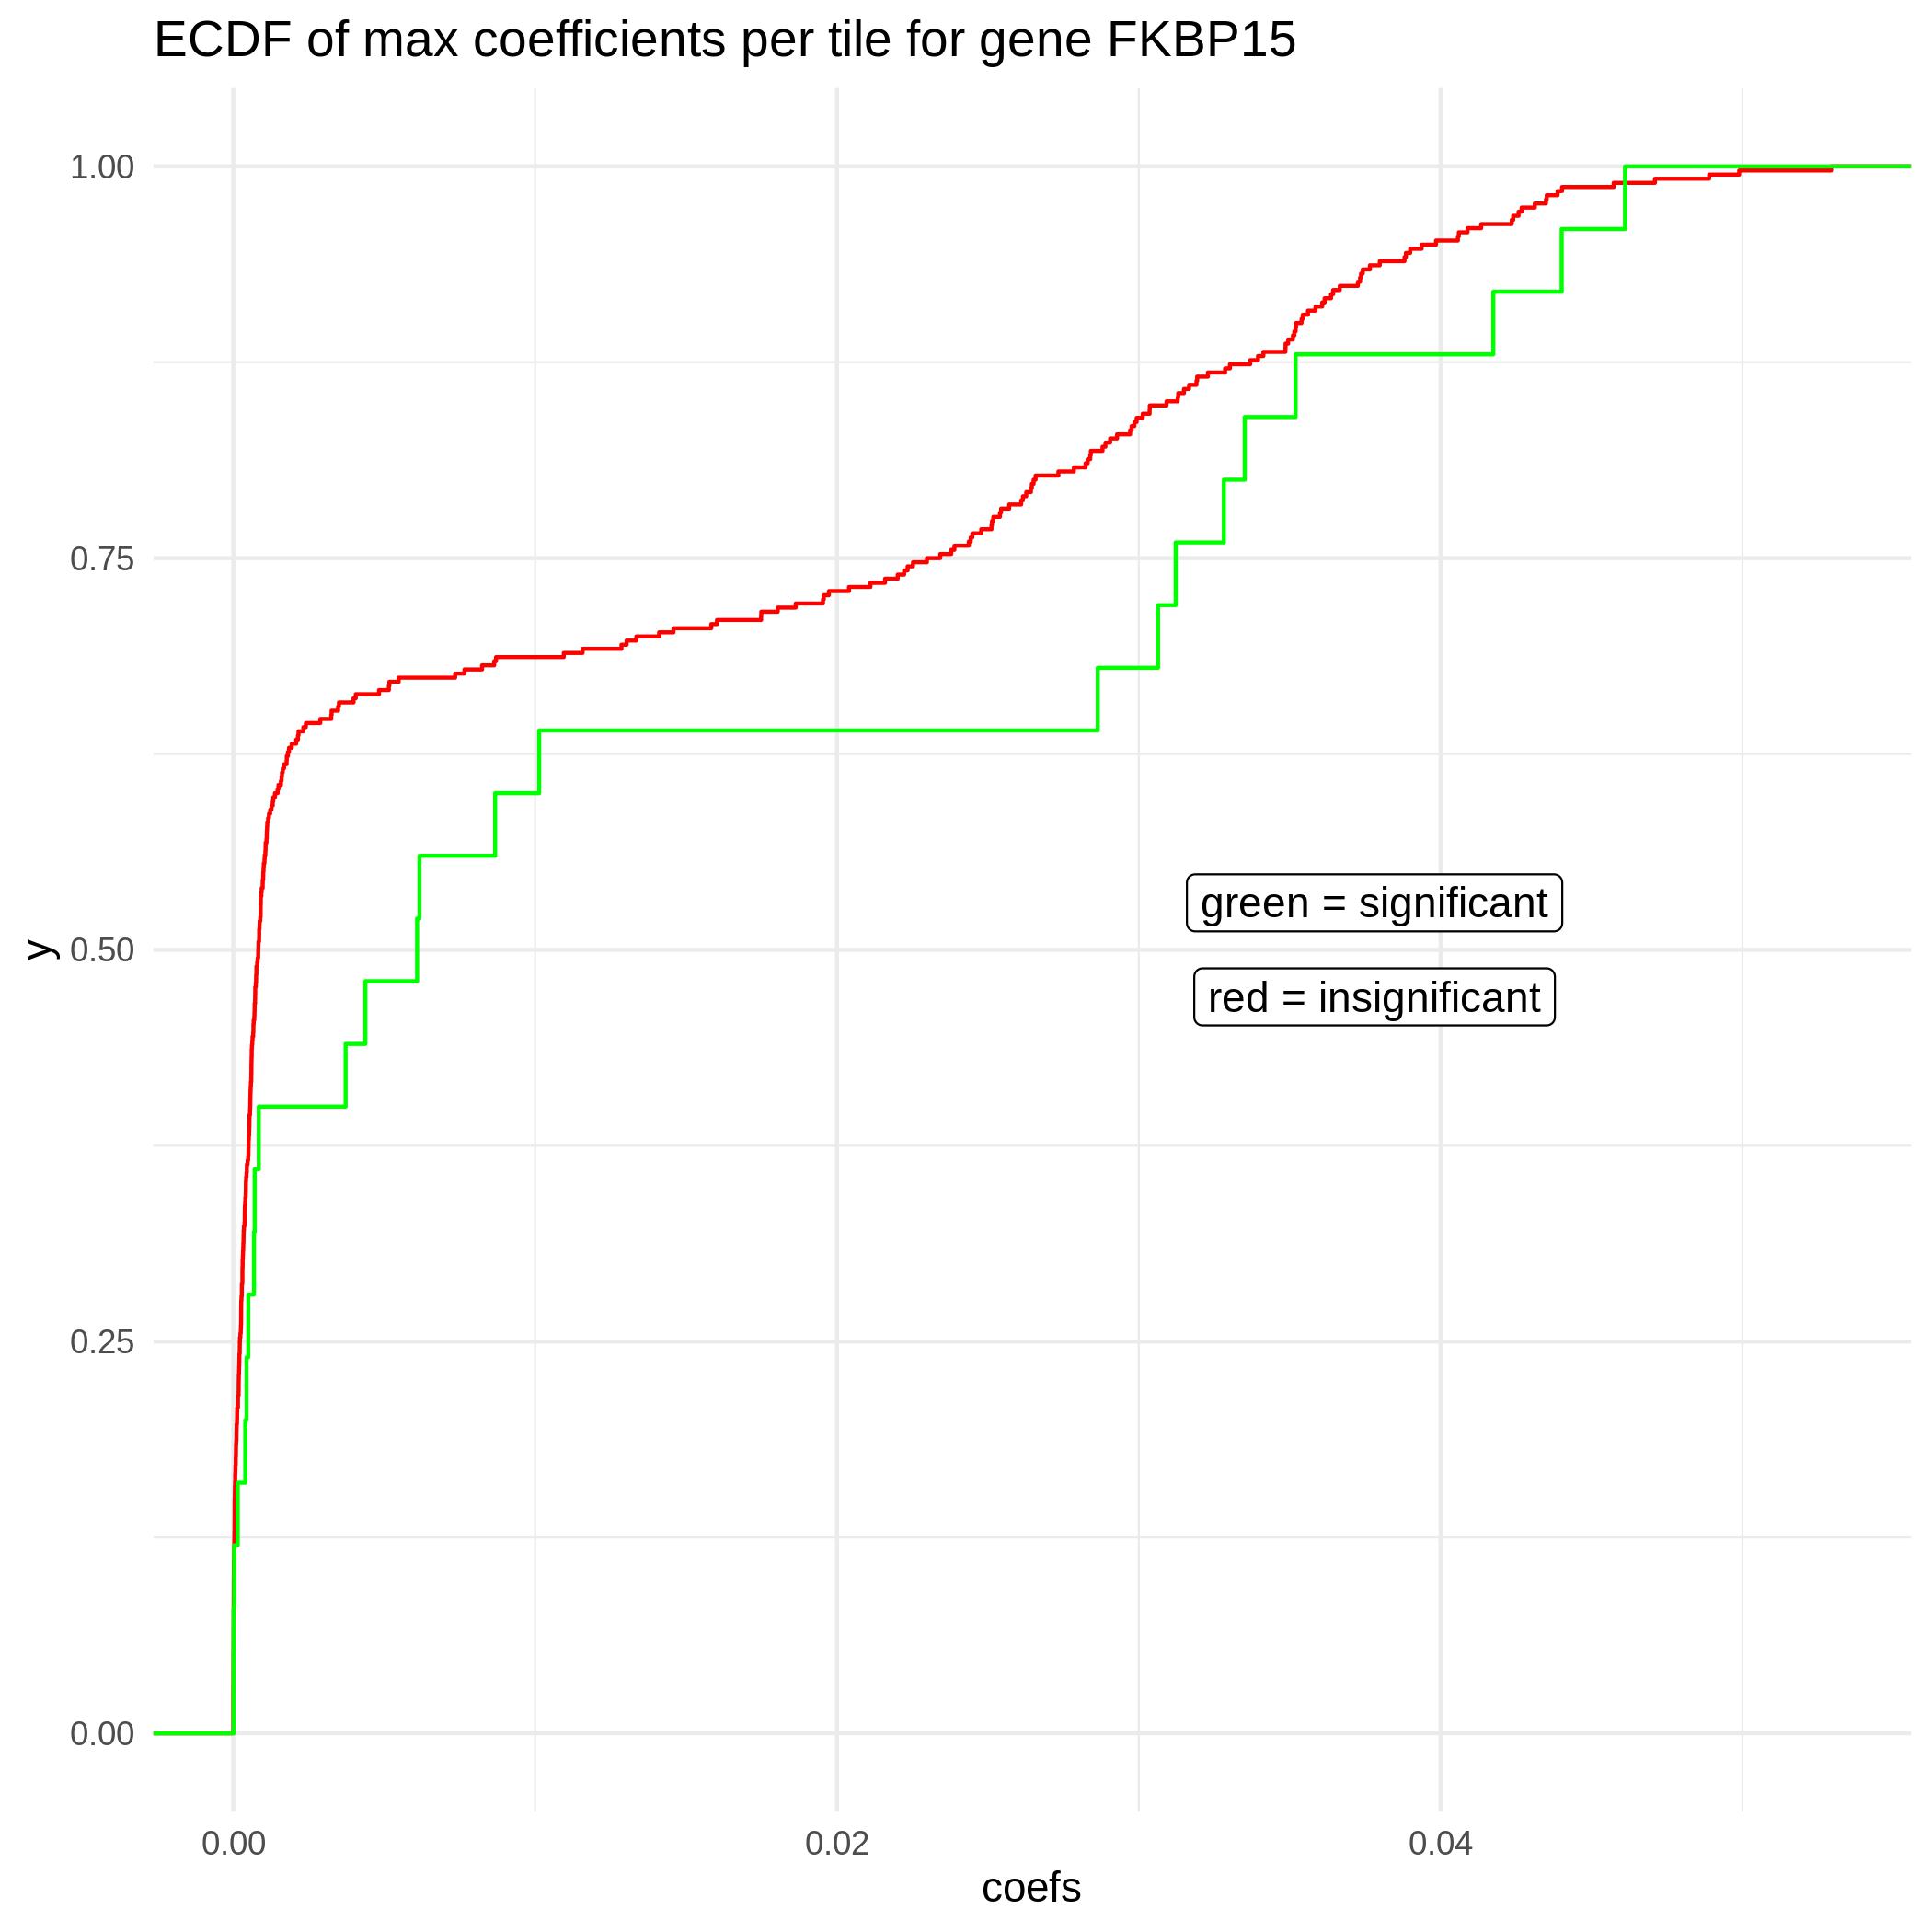 ECDF of max coefficients per tile for gene FKBP15
1.00
0.75
0.50
0.25
0.00
y
green = significant
red = insignificant
0.00
0.02
0.04
coefs